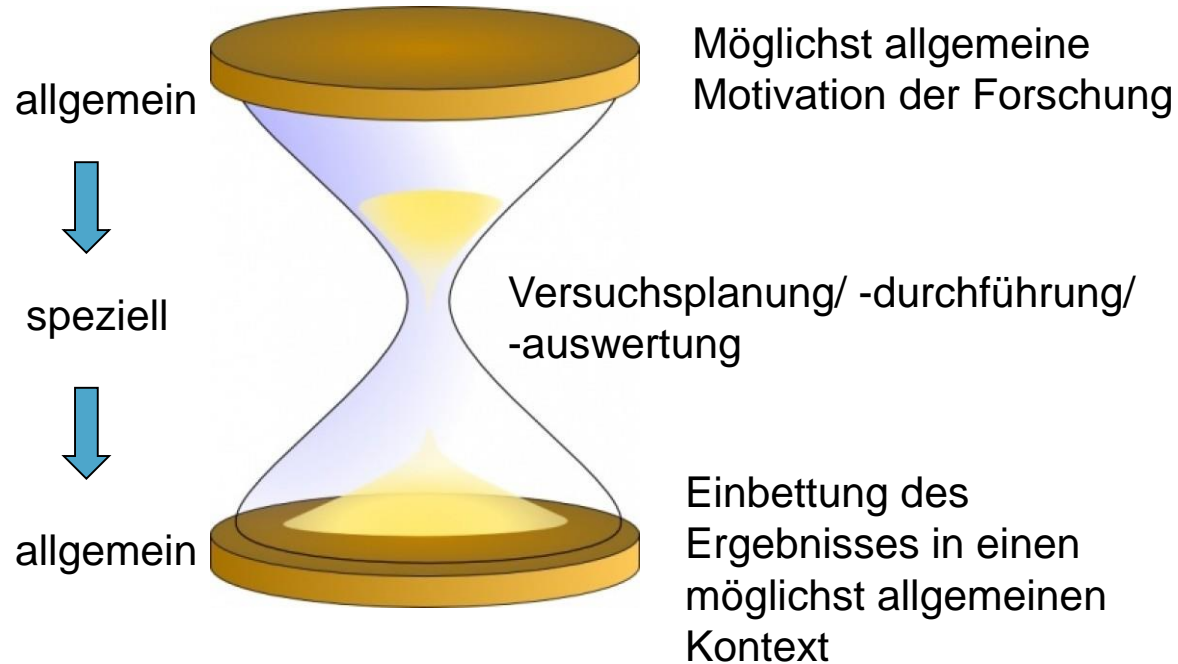 allgemein
Möglichst allgemeine
Motivation der Forschung
speziell
Versuchsplanung/ -durchführung/
-auswertung
allgemein
Einbettung des
Ergebnisses in einen
möglichst allgemeinen
Kontext